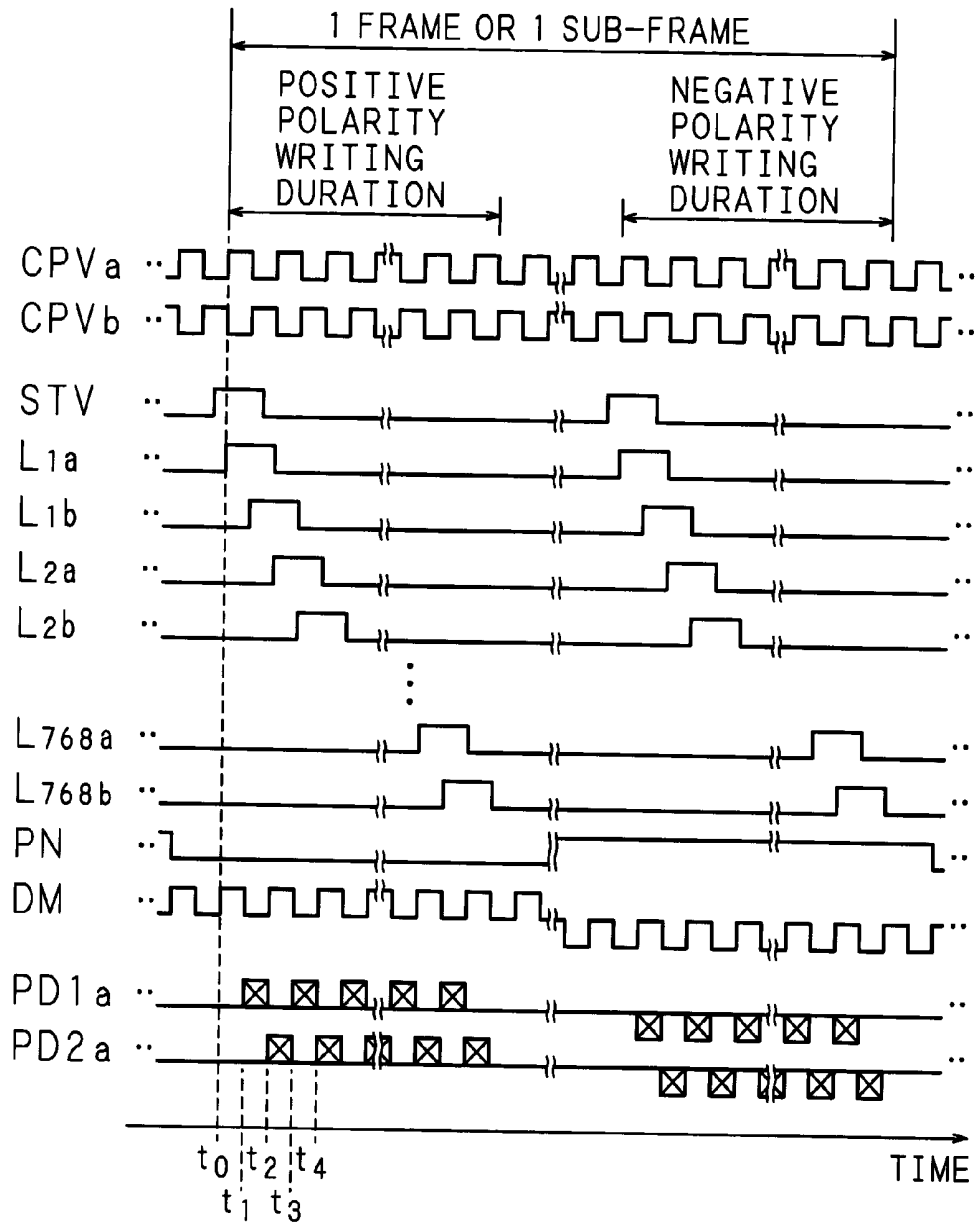 1 FRAME OR 1 SUB-FRAME
POSITIVE
POLARITY
WRITING
DURATION
NEGATIVE
POLARITY
WRITING
DURATION
CPVa
CPVb
STV
L1a
L1b
L2a
L2b
L768a
L768b
PN
DM
PD1a
PD2a
t0
t1
t2
t3
t4
TIME